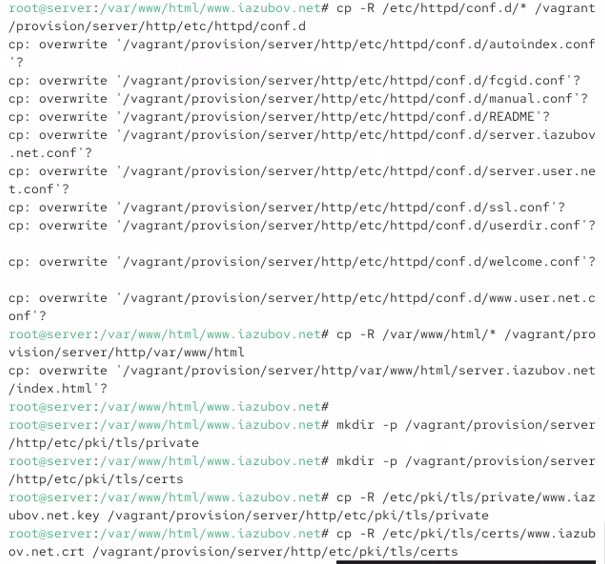 root@server:/var/www/html/www.iazubov.net# cp -R /etc/httpd/conf.d/* /vagrant
/provision/server/http/etc/httpd/conf.d
cp: overwrite '/vagrant/provision/server/http/etc/httpd/conf.d/autoindex.conf
'?
cp: overwrite '/vagrant/provision/server/http/etc/httpd/conf.d/fcgid.conf'?
cp: overwrite '/vagrant/provision/server/http/etc/httpd/conf.d/manual.conf'?
cp: overwrite '/vagrant/provision/server/http/etc/httpd/conf.d/README'?
cp: overwrite '/vagrant/provision/server/http/etc/httpd/conf.d/server.iazubov
.net.conf'?
cp: overwrite '/vagrant/provision/server/http/etc/httpd/conf.d/server.user.ne
t.conf'?
cp: overwrite '/vagrant/provision/server/http/etc/httpd/conf.d/ssl.conf'?
cp: overwrite '/vagrant/provision/server/http/etc/httpd/conf.d/userdir.conf'?
cp: overwrite '/vagrant/provision/server/http/etc/httpd/conf.d/welcome.conf'?
cp: overwrite '/vagrant/provision/server/http/etc/httpd/conf.d/www.user.net.c
onf'?
root@server:/var/www/html/www.iazubov.net# cp -R /var/www/html/* /vagrant/pro
vision/server/http/var/www/html
cp: overwrite '/vagrant/provision/server/http/var/www/html/server.iazubov.net
/index.html'?
root@server:/var/www/html/www.iazubov.net#
root@server:/var/www/html/www.iazubov.net# mkdir -p /vagrant/provision/server
/http/etc/pki/tls/private
root@server:/var/www/html/www.iazubov.net# mkdir -p /vagrant/provision/server
/http/etc/pki/tls/certs
root@server:/var/www/html/www.iazubov.net# cp -R /etc/pki/tls/private/www.iaz
ubov.net.key /vagrant/provision/server/http/etc/pki/tls/private
root@server:/var/www/html/www.iazubov.net# cp -R /etc/pki/tls/certs/www.iazub
ov.net.crt /vagrant/provision/server/http/etc/pki/tls/certs